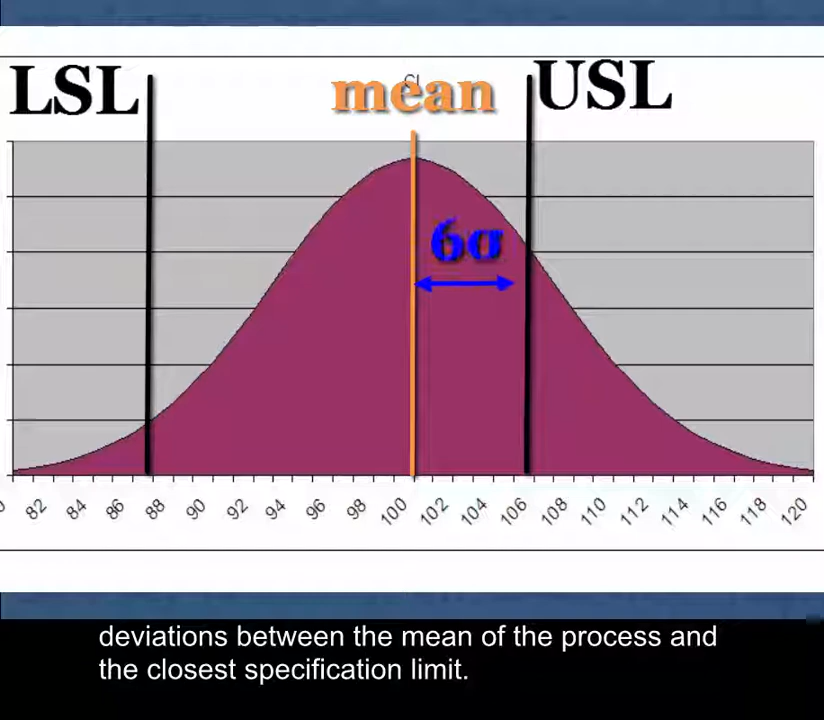 LSL
mean
CL
USL
6σ
82 84 86 88 90 92 94 96 98 100 102 104 106 108 110 112 114 116 118 120
deviations between the mean of the process and
the closest specification limit.